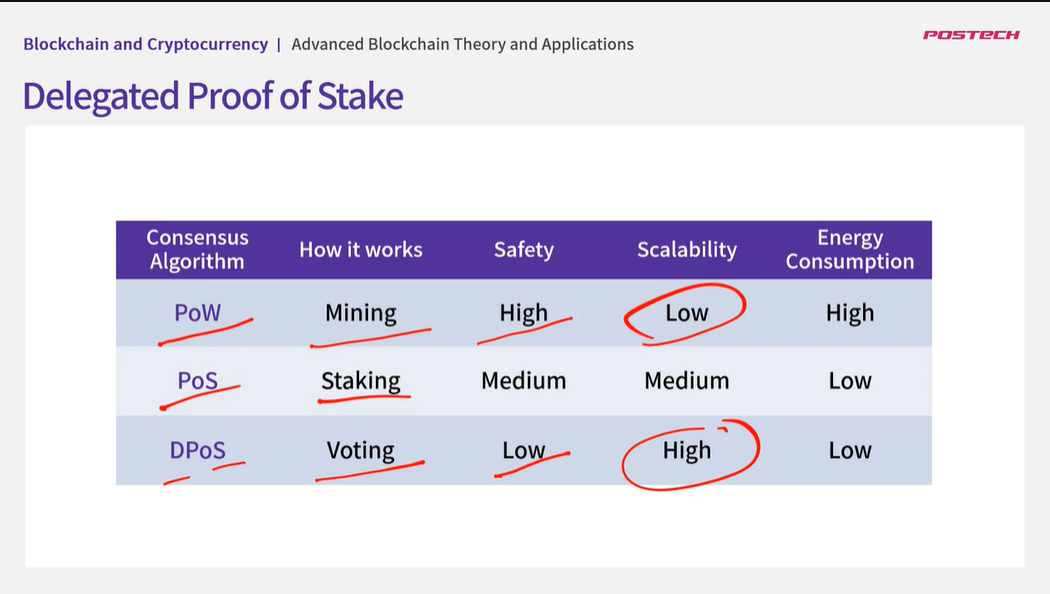 Blockchain and Cryptocurrency | Advanced Blockchain Theory and Applications
POSTECH
Delegated Proof of Stake
Consensus Algorithm How it works Safety Scalability Energy Consumption
PoW Mining High Low High
PoS Staking Medium Medium Low
DPoS Voting Low High Low